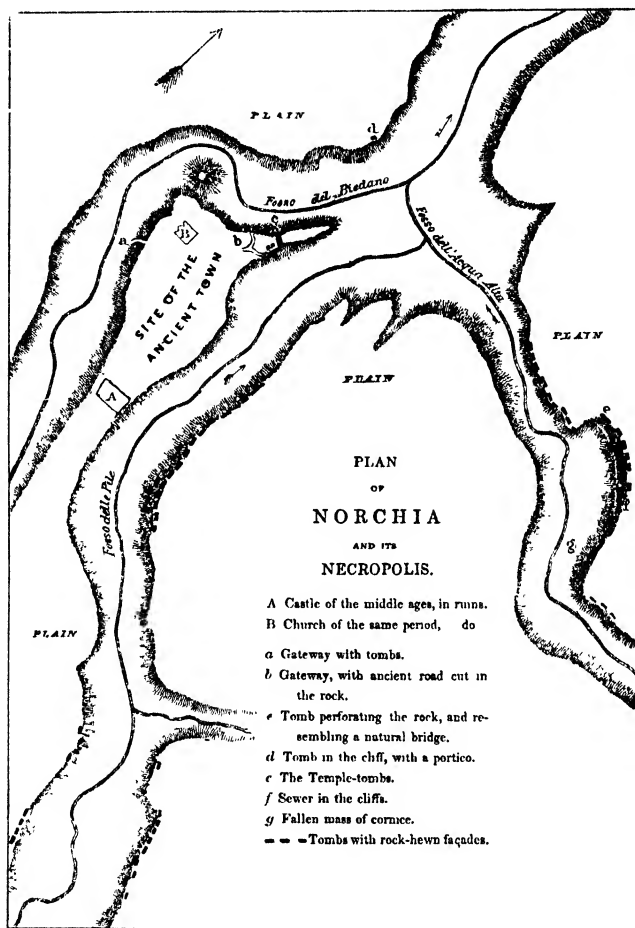 PLAIN
d
Fosso del Biedano
c
a
B
b
Fosso dell'Acqua Alta
SITE OF THE
ANCIENT TOWN
PLAIN
PLAIN
A
e
Fosso delle Pile
g
PLAIN
PLAN
OF
NORCHIA
AND ITS
NECROPOLIS.
A Castle of the middle ages, in ruins.
B Church of the same period, do
a Gateway with tombs.
b Gateway, with ancient road cut in
the rock.
c Tomb perforating the rock, and re-
sembling a natural bridge.
d Tomb in the cliff, with a portico.
e The Temple-tombs.
f Sewer in the cliffs.
g Fallen mass of cornice.
Tombs with rock-hewn façades.